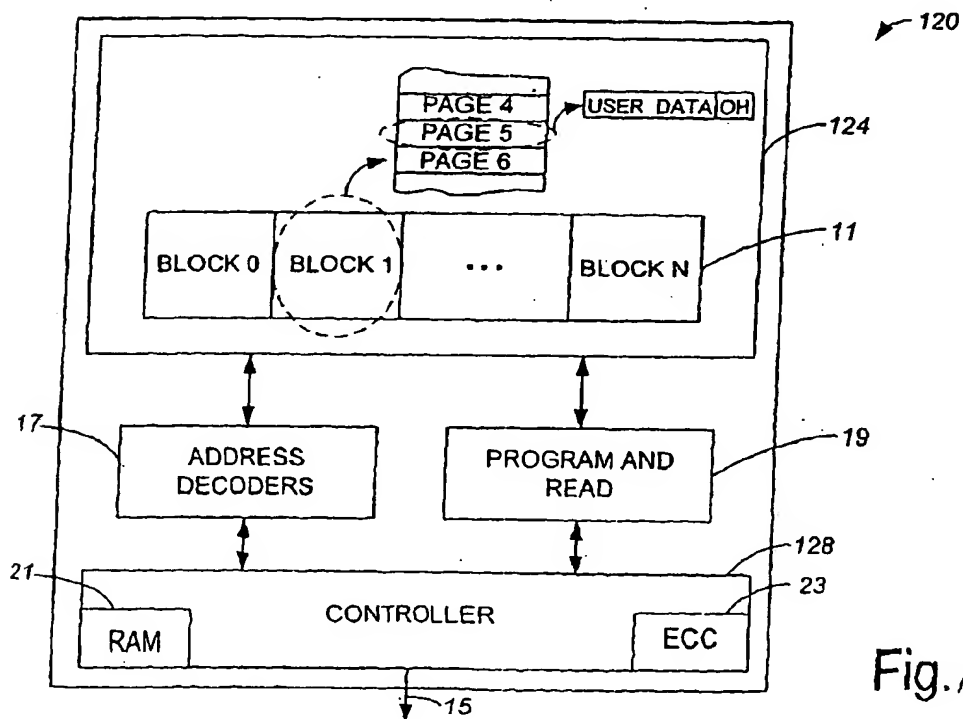 120
PAGE 4
USER DATA OH
PAGE 5
124
PAGE 6
11
BLOCK 0 BLOCK 1 ... BLOCK N
17
19
ADDRESS
DECODERS
PROGRAM AND
READ
128
21
23
CONTROLLER
RAM
ECC
15
Fig.